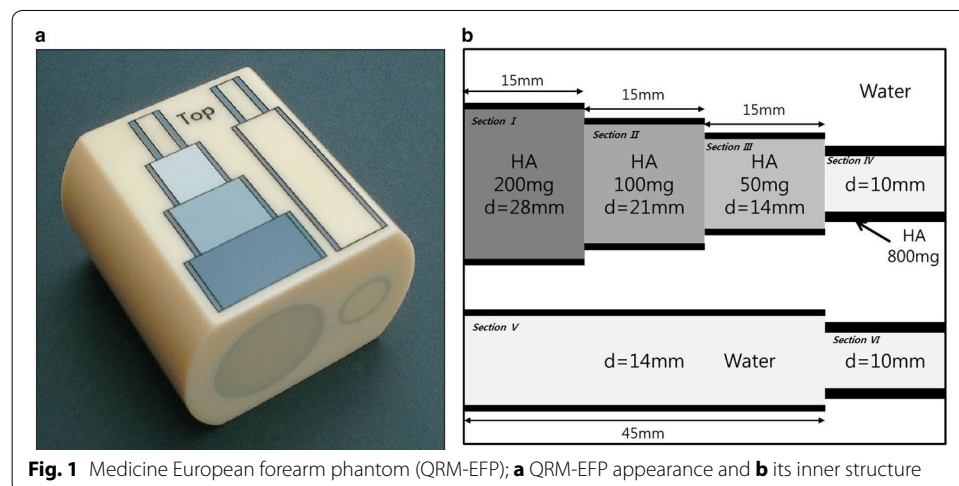 a
Top
b
15mm
15mm
15mm
Water
Section I
HA
200mg
d=28mm
Section II
HA
100mg
d=21mm
Section III
HA
50mg
d=14mm
Section IV
d=10mm
HA
800mg
Section V
d=14mm
Water
Section VI
d=10mm
45mm
Fig. 1 Medicine European forearm phantom (QRM-EFP); a QRM-EFP appearance and b its inner structure